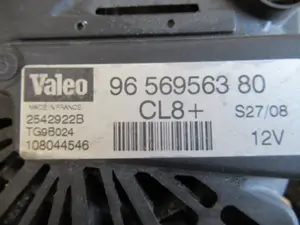 Valeo
96 569563 80
MADE IN FRANCE
CL8+
S27/08
2542922B
TG9B024
12V
108044546